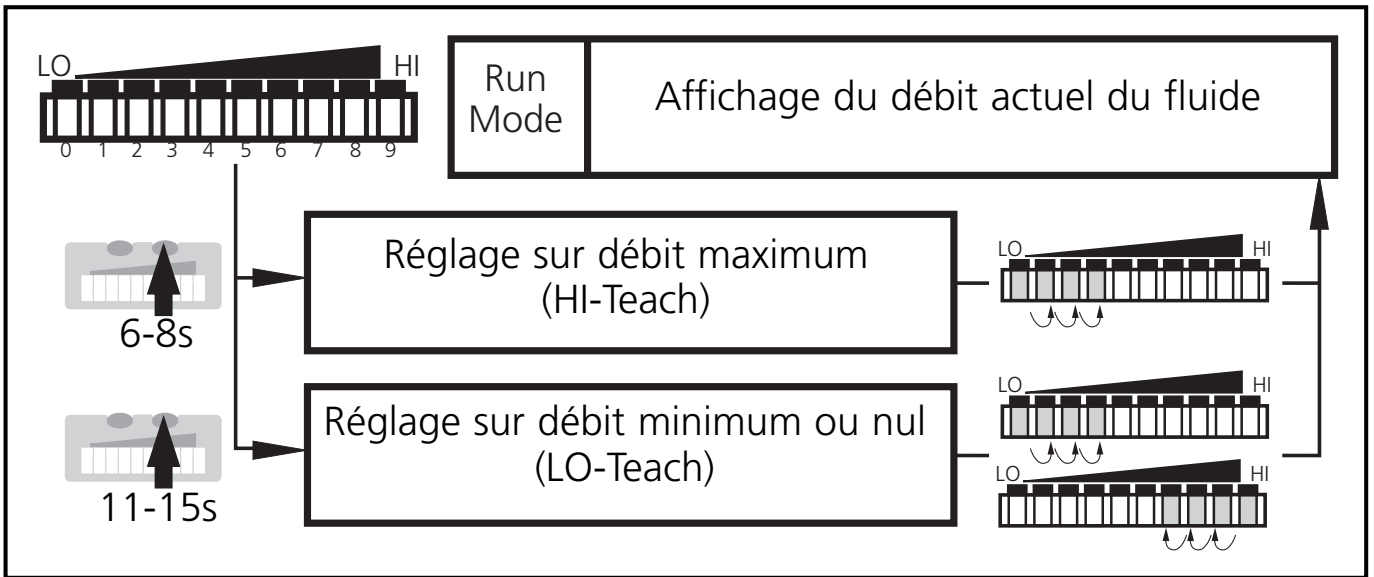 LO HI
0 1 2 3 4 5 6 7 8 9
Run
Mode
Affichage du débit actuel du fluide
6-8s
Réglage sur débit maximum
(HI-Teach)
LO HI
11-15s
Réglage sur débit minimum ou nul
(LO-Teach)
LO HI
LO HI